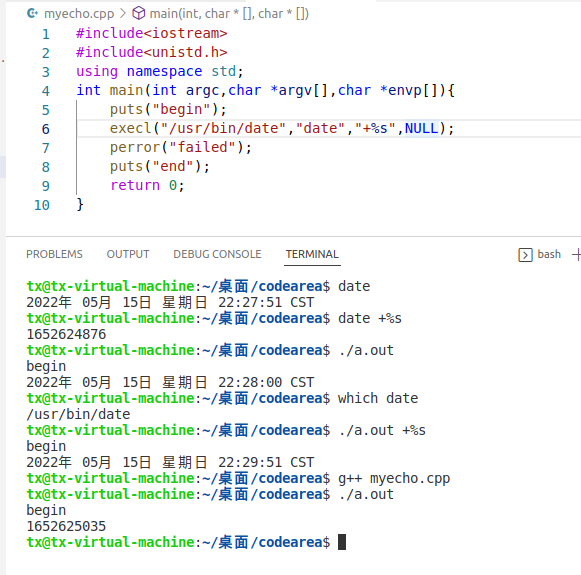 myecho.cpp > main(int, char * [], char * [])
1 #include<iostream>
2 #include<unistd.h>
3 using namespace std;
4 int main(int argc,char *argv[],char *envp[]){
5 puts("begin");
6 execl("/usr/bin/date","date","+%s",NULL);
7 perror("failed");
8 puts("end");
9 return 0;
10 }
PROBLEMS OUTPUT DEBUG CONSOLE TERMINAL bash
tx@tx-virtual-machine:~/桌面/codearea$ date
2022年 05月 15日 星期日 22:27:51 CST
tx@tx-virtual-machine:~/桌面/codearea$ date +%s
1652624876
tx@tx-virtual-machine:~/桌面/codearea$ ./a.out
begin
2022年 05月 15日 星期日 22:28:00 CST
tx@tx-virtual-machine:~/桌面/codearea$ which date
/usr/bin/date
tx@tx-virtual-machine:~/桌面/codearea$ ./a.out +%s
begin
2022年 05月 15日 星期日 22:29:51 CST
tx@tx-virtual-machine:~/桌面/codearea$ g++ myecho.cpp
tx@tx-virtual-machine:~/桌面/codearea$ ./a.out
begin
1652625035
tx@tx-virtual-machine:~/桌面/codearea$